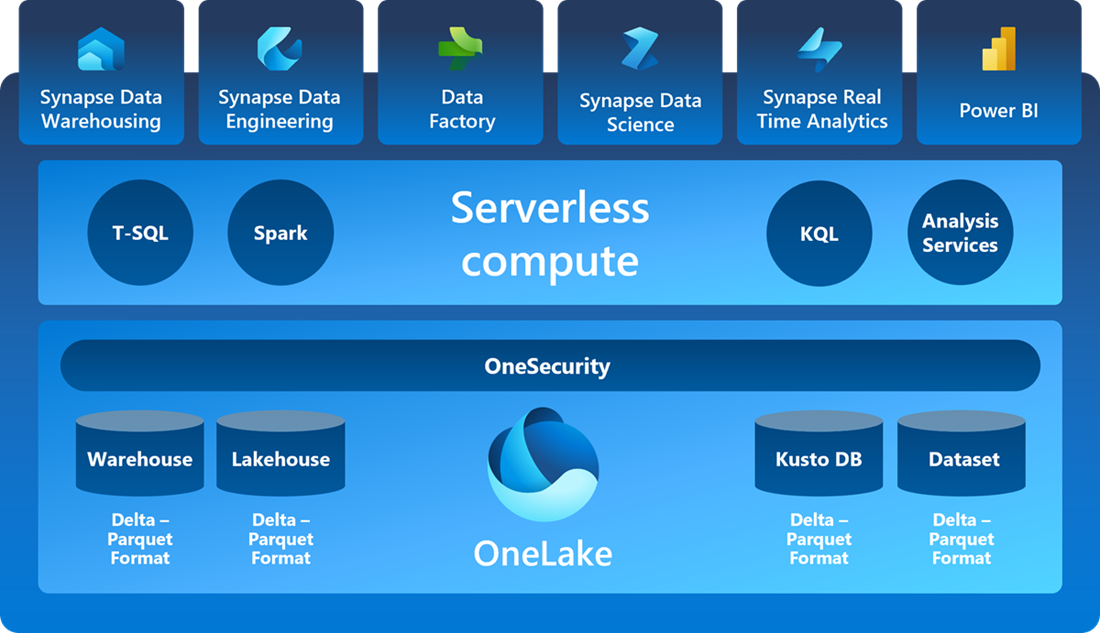 Synapse Data
Warehousing
Synapse Data
Engineering
Data
Factory
Synapse Data
Science
Synapse Real
Time Analytics
Power BI
T-SQL
Spark
Serverless
compute
KQL
Analysis
Services
OneSecurity
Warehouse
Lakehouse
Kusto DB
Dataset
Delta –
Parquet
Format
Delta –
Parquet
Format
OneLake
Delta –
Parquet
Format
Delta –
Parquet
Format